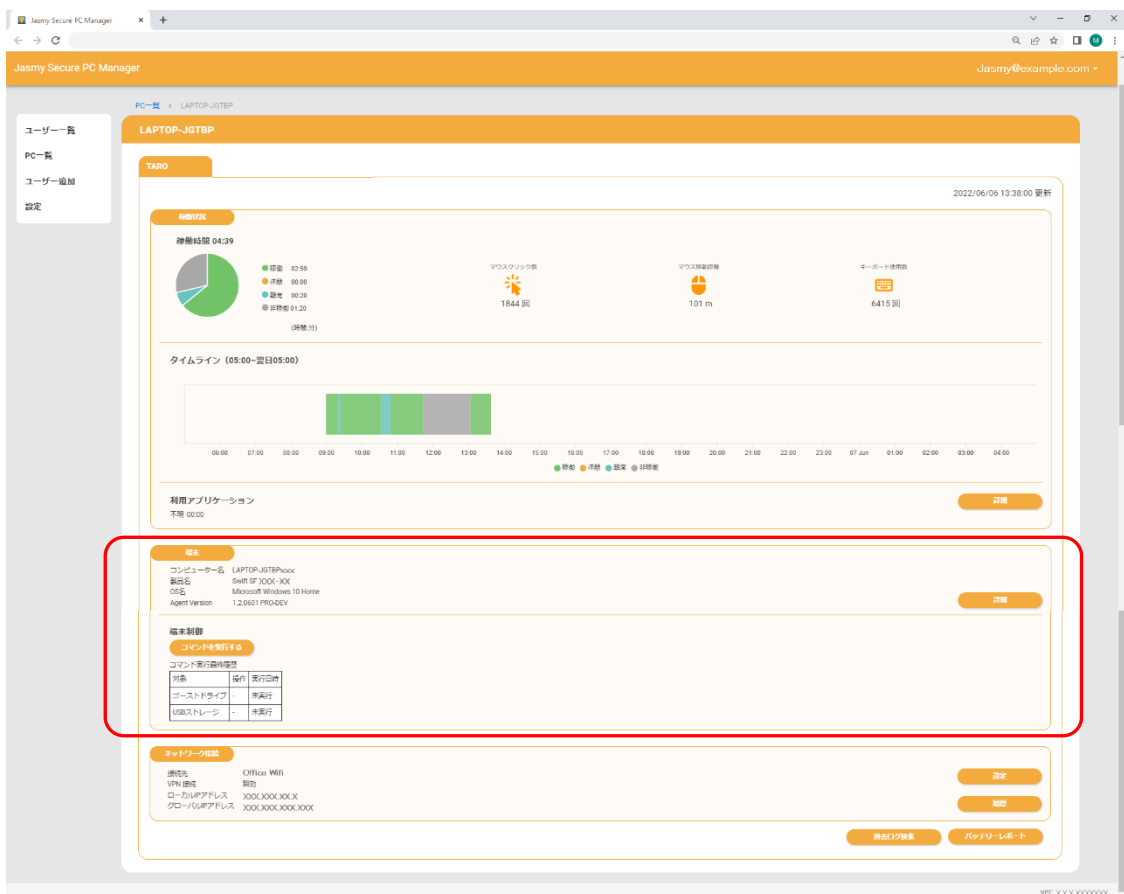 Jasmy Secure PC Manager
Jasmy Secure PC Manager
Jasmy@example.com
PC一覧 > LAPTOP-JGTBP
ユーザー一覧
PC一覧
ユーザー追加
設定
LAPTOP-JGTBP
TARO
2022/06/06 13:38:00 更新
稼働状況
稼働時間 04:39
稼働 02:59
休憩 00:00
離席 00:20
非稼働 01:20
(時間:分)
マウスクリック数
1844 回
マウス移動距離
101 m
キーボード使用数
6415 回
タイムライン（05:00~翌日05:00）
06:00 07:00 08:00 09:00 10:00 11:00 12:00 13:00 14:00 15:00 16:00 17:00 18:00 19:00 20:00 21:00 22:00 23:00 07 Jun 01:00 02:00 03:00 04:00
稼働 休憩 離席 非稼働
利用アプリケーション
不明 00:00
詳細
端末
コンピューター名 LAPTOP-JGTBPxxxx
製品名 Swift SF XXX-XX
OS名 Microsoft Windows 10 Home
Agent Version 1.2.0601 PRO-DEV
詳細
端末制御
コマンドを発行する
コマンド実行最終履歴
対象 操作 実行日時
ゴーストドライブ - 未実行
USBストレージ - 未実行
ネットワーク接続
接続先 Office Wifi
VPN 接続 無効
ローカルIPアドレス XXX.XXX.XX.X
グローバルIPアドレス XXX.XXX.XXX.XXX
設定
履歴
過去ログ検索
バッテリーレポート